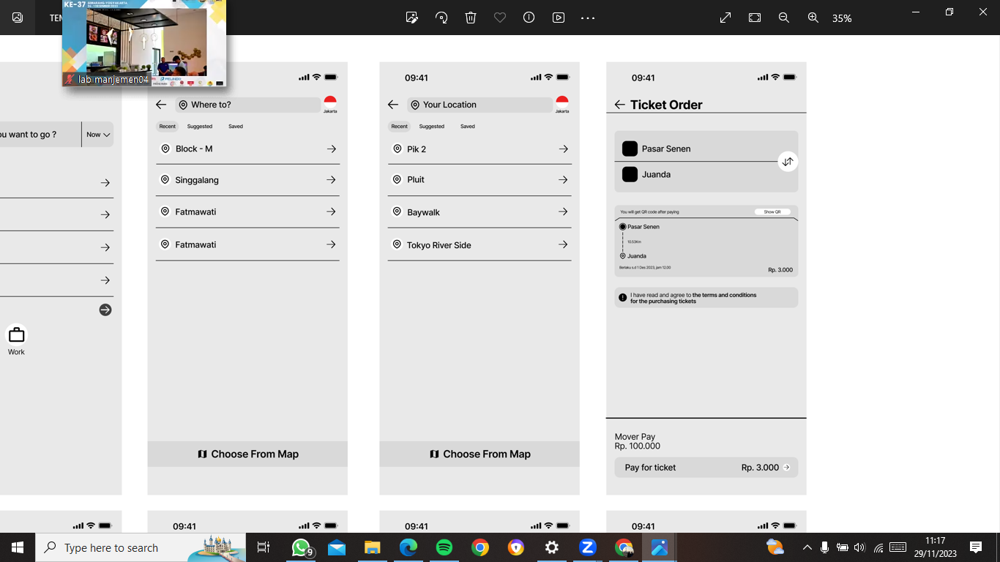 KE-37
SEMARANG-YOGYAKARTA,
lab manjemen04
PELINDO
35%
ou want to go ?
Now
Work
Where to?
Jakarta
Recent
Suggested
Saved
Block - M
Singgalang
Fatmawati
Fatmawati
Choose From Map
09:41
Your Location
Jakarta
Recent
Suggested
Saved
Pik 2
Pluit
Baywalk
Tokyo River Side
Choose From Map
09:41
Ticket Order
Pasar Senen
Juanda
You will get QR code after paying
Show QR
Pasar Senen
10,53Km
Juanda
Berlaku s.d 1 Des 2023, jam 12.00
Rp. 3.000
I have read and agree to the terms and conditions
for the purchasing tickets
Mover Pay
Rp. 100.000
Pay for ticket
Rp. 3.000
09:41
09:41
09:41
Type here to search
9
11:17
29/11/2023